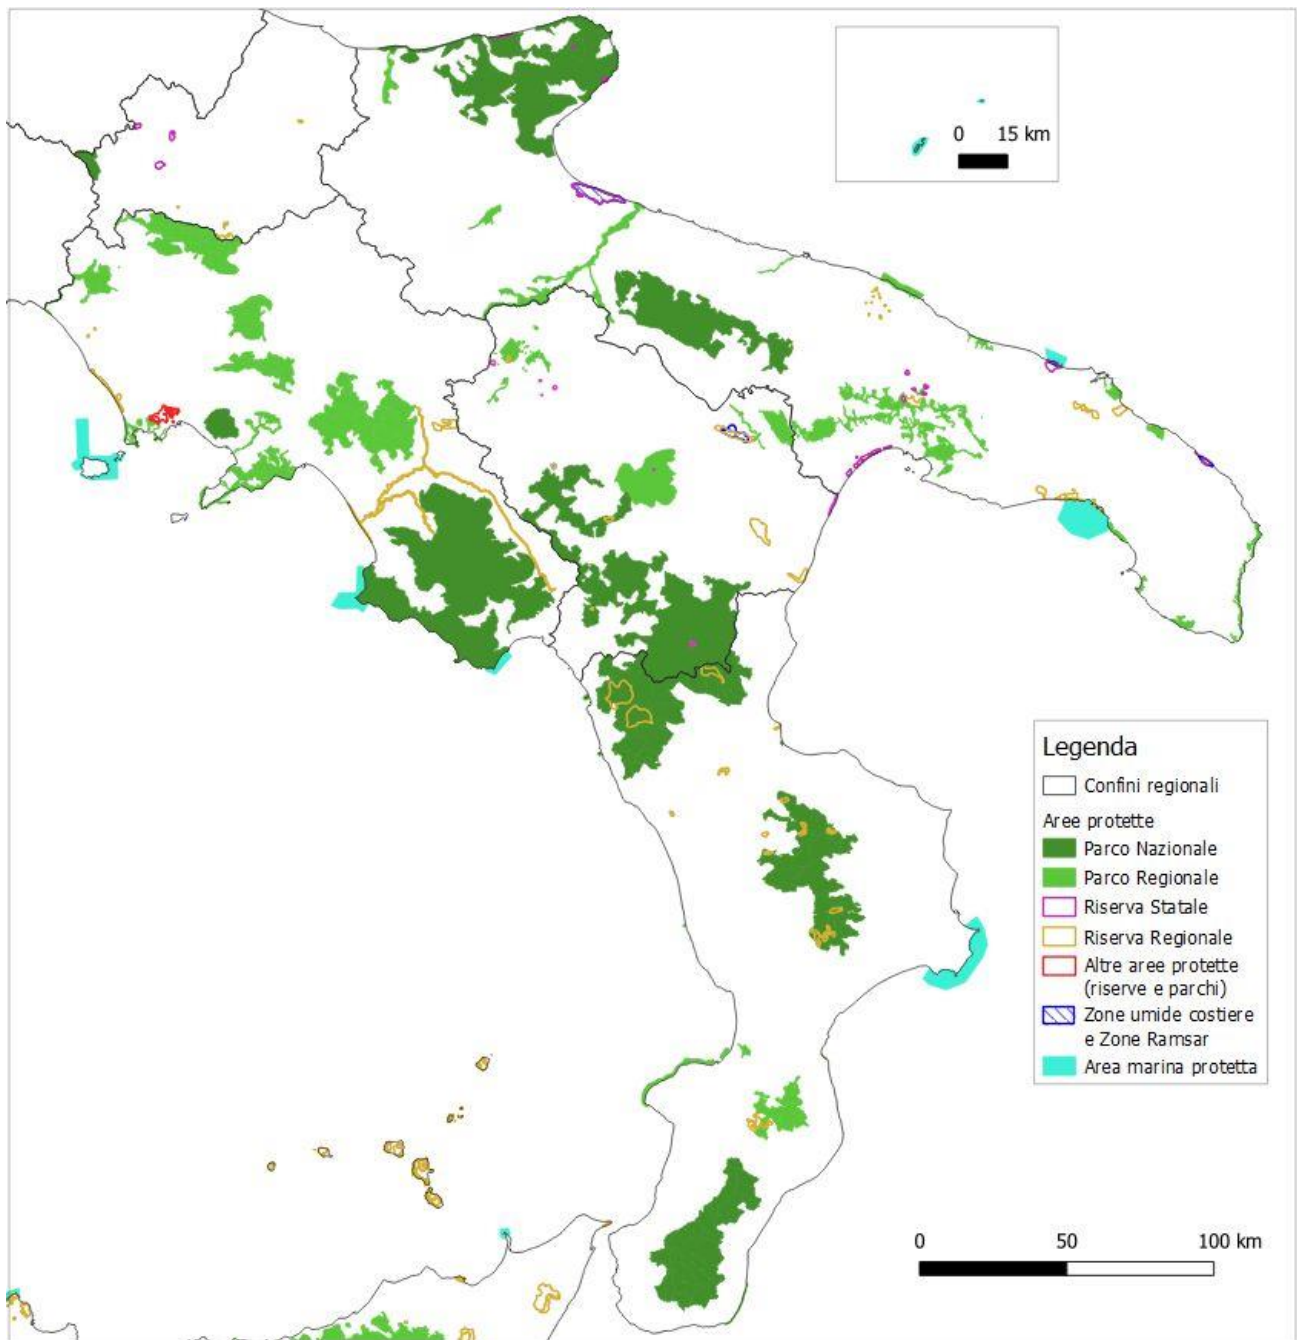 0 15 km
Legenda
Confini regionali
Aree protette
Parco Nazionale
Parco Regionale
Riserva Statale
Riserva Regionale
Altre aree protette
(riserve e parchi)
Zone umide costiere
e Zone Ramsar
Area marina protetta
0 50 100 km